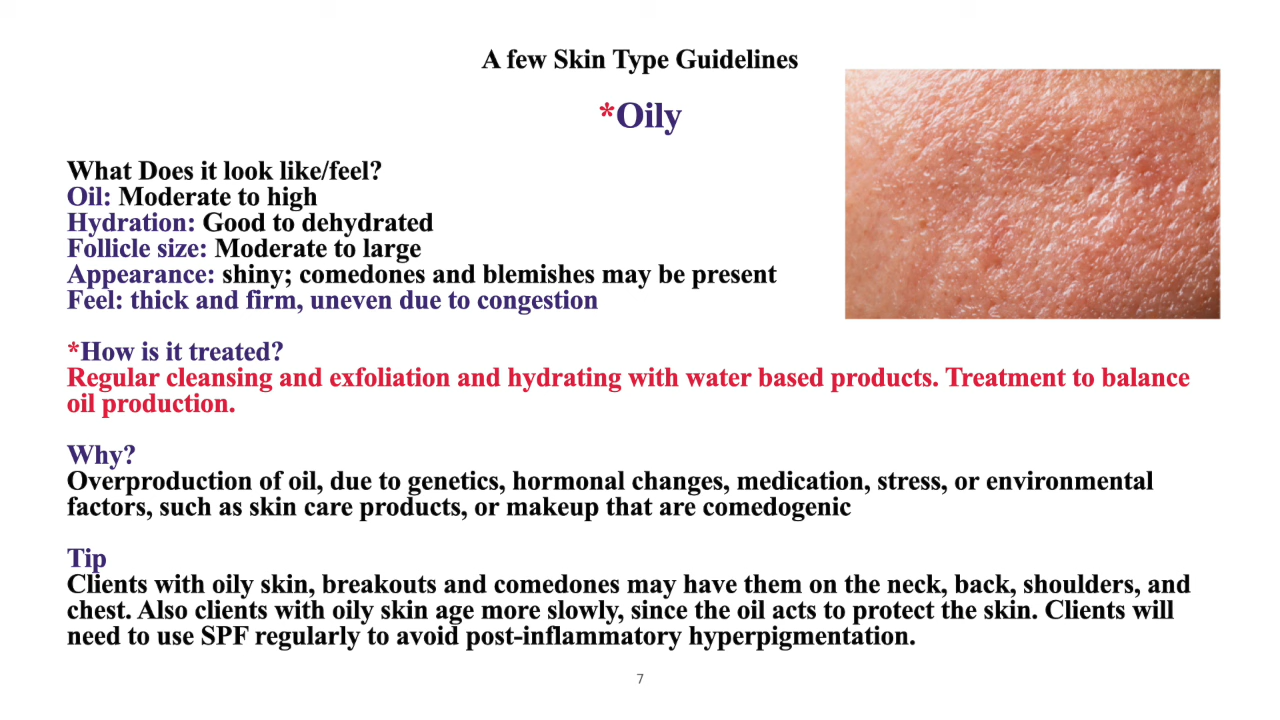 A few Skin Type Guidelines
*Oily
What Does it look like/feel?
Oil: Moderate to high
Hydration: Good to dehydrated
Follicle size: Moderate to large
Appearance: shiny; comedones and blemishes may be present
Feel: thick and firm, uneven due to congestion
*How is it treated?
Regular cleansing and exfoliation and hydrating with water based products. Treatment to balance
oil production.
Why?
Overproduction of oil, due to genetics, hormonal changes, medication, stress, or environmental
factors, such as skin care products, or makeup that are comedogenic
Tip
Clients with oily skin, breakouts and comedones may have them on the neck, back, shoulders, and
chest. Also clients with oily skin age more slowly, since the oil acts to protect the skin. Clients will
need to use SPF regularly to avoid post-inflammatory hyperpigmentation.
7